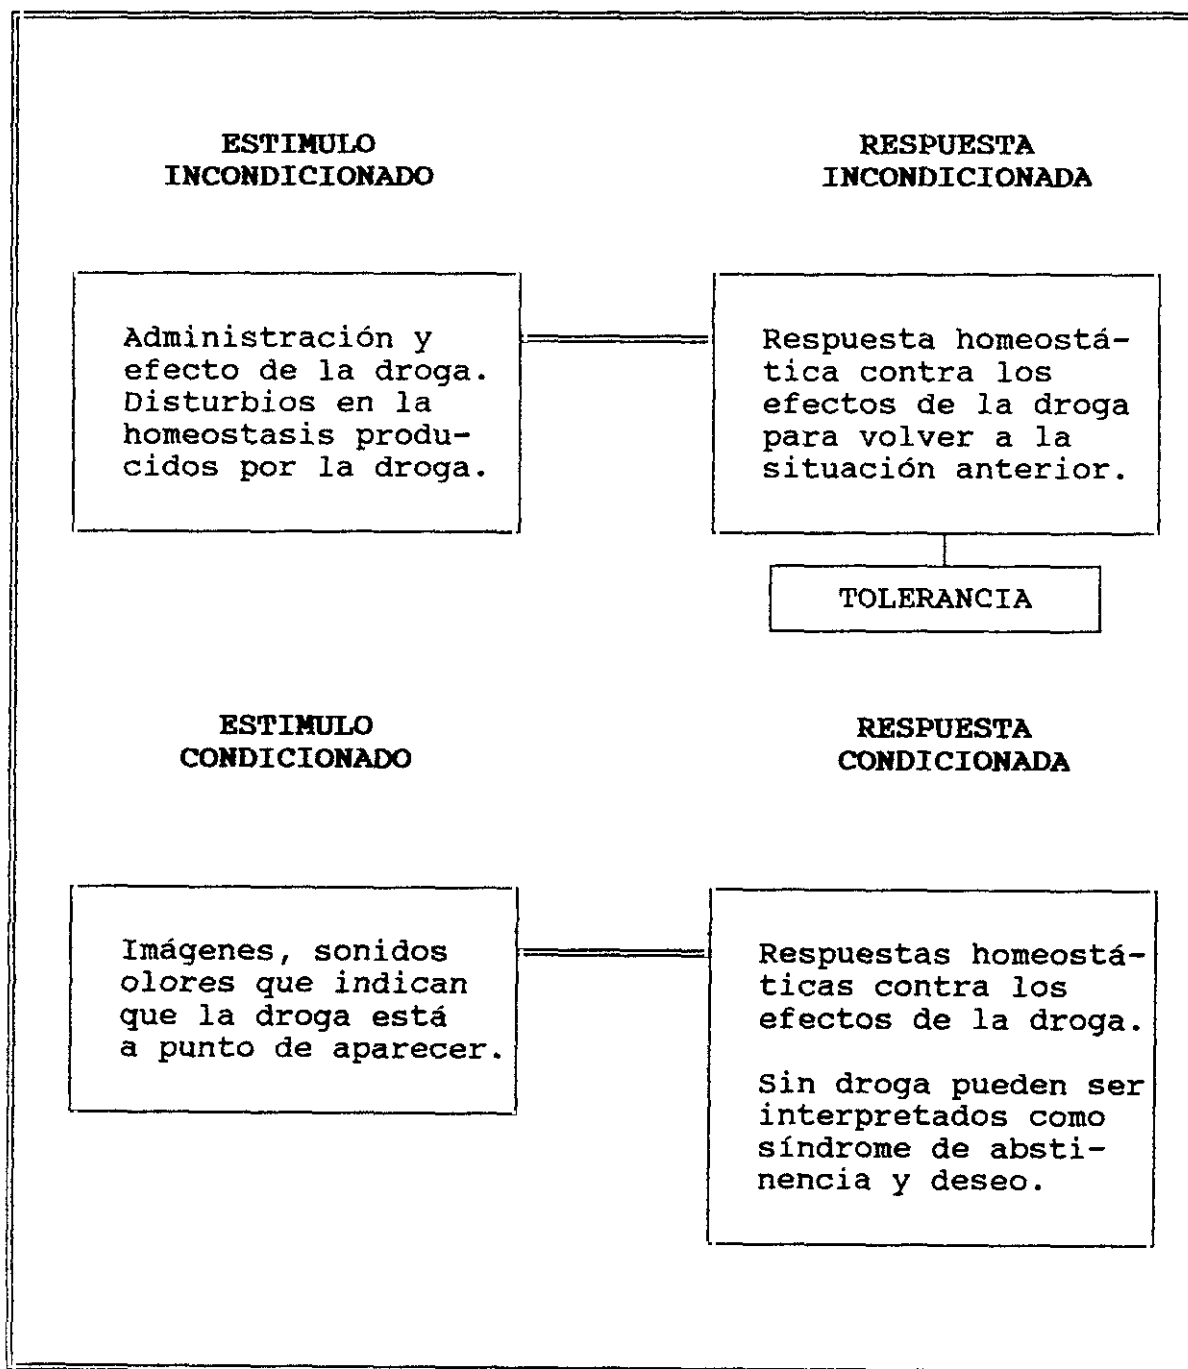 ESTIMULO
INCONDICIONADO
RESPUESTA
INCONDICIONADA
Administración y
efecto de la droga.
Disturbios en la
homeostasis produ-
cidos por la droga.
Respuesta homeostá-
tica contra los
efectos de la droga
para volver a la
situación anterior.
TOLERANCIA
ESTIMULO
CONDICIONADO
RESPUESTA
CONDICIONADA
Imágenes, sonidos
olores que indican
que la droga está
a punto de aparecer.
Respuestas homeostá-
ticas contra los
efectos de la droga.
Sin droga pueden ser
interpretados como
síndrome de absti-
nencia y deseo.